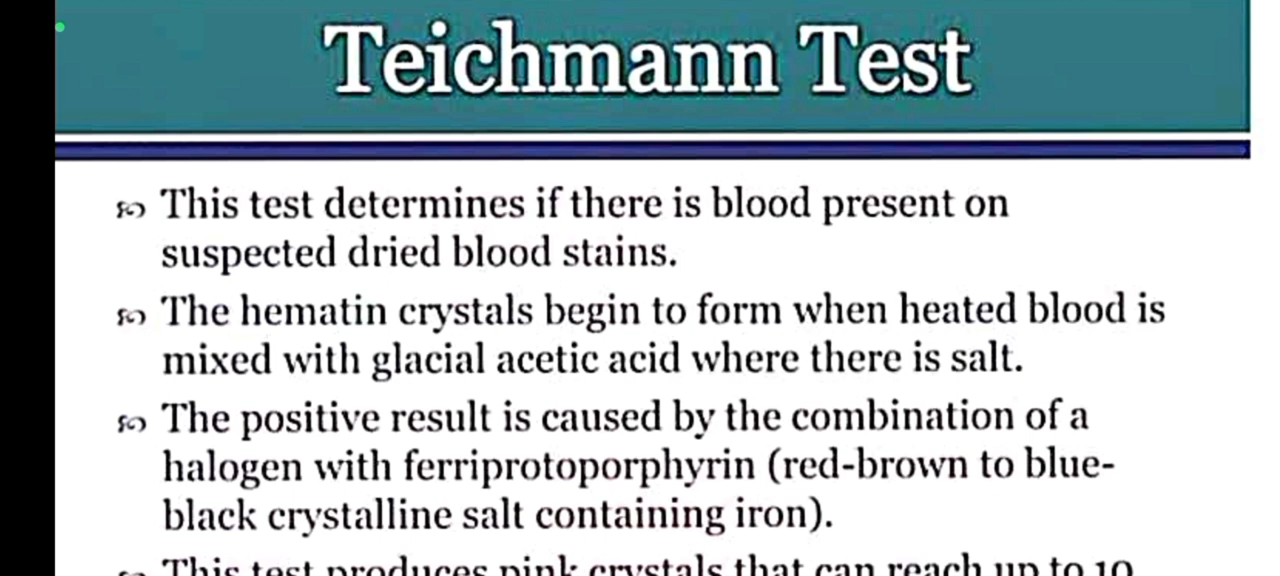 Teichmann Test
This test determines if there is blood present on
suspected dried blood stains.
The hematin crystals begin to form when heated blood is
mixed with glacial acetic acid where there is salt.
The positive result is caused by the combination of a
halogen with ferriprotoporphyrin (red-brown to blue-
black crystalline salt containing iron).
This test produces pink crystals that can reach up to 10